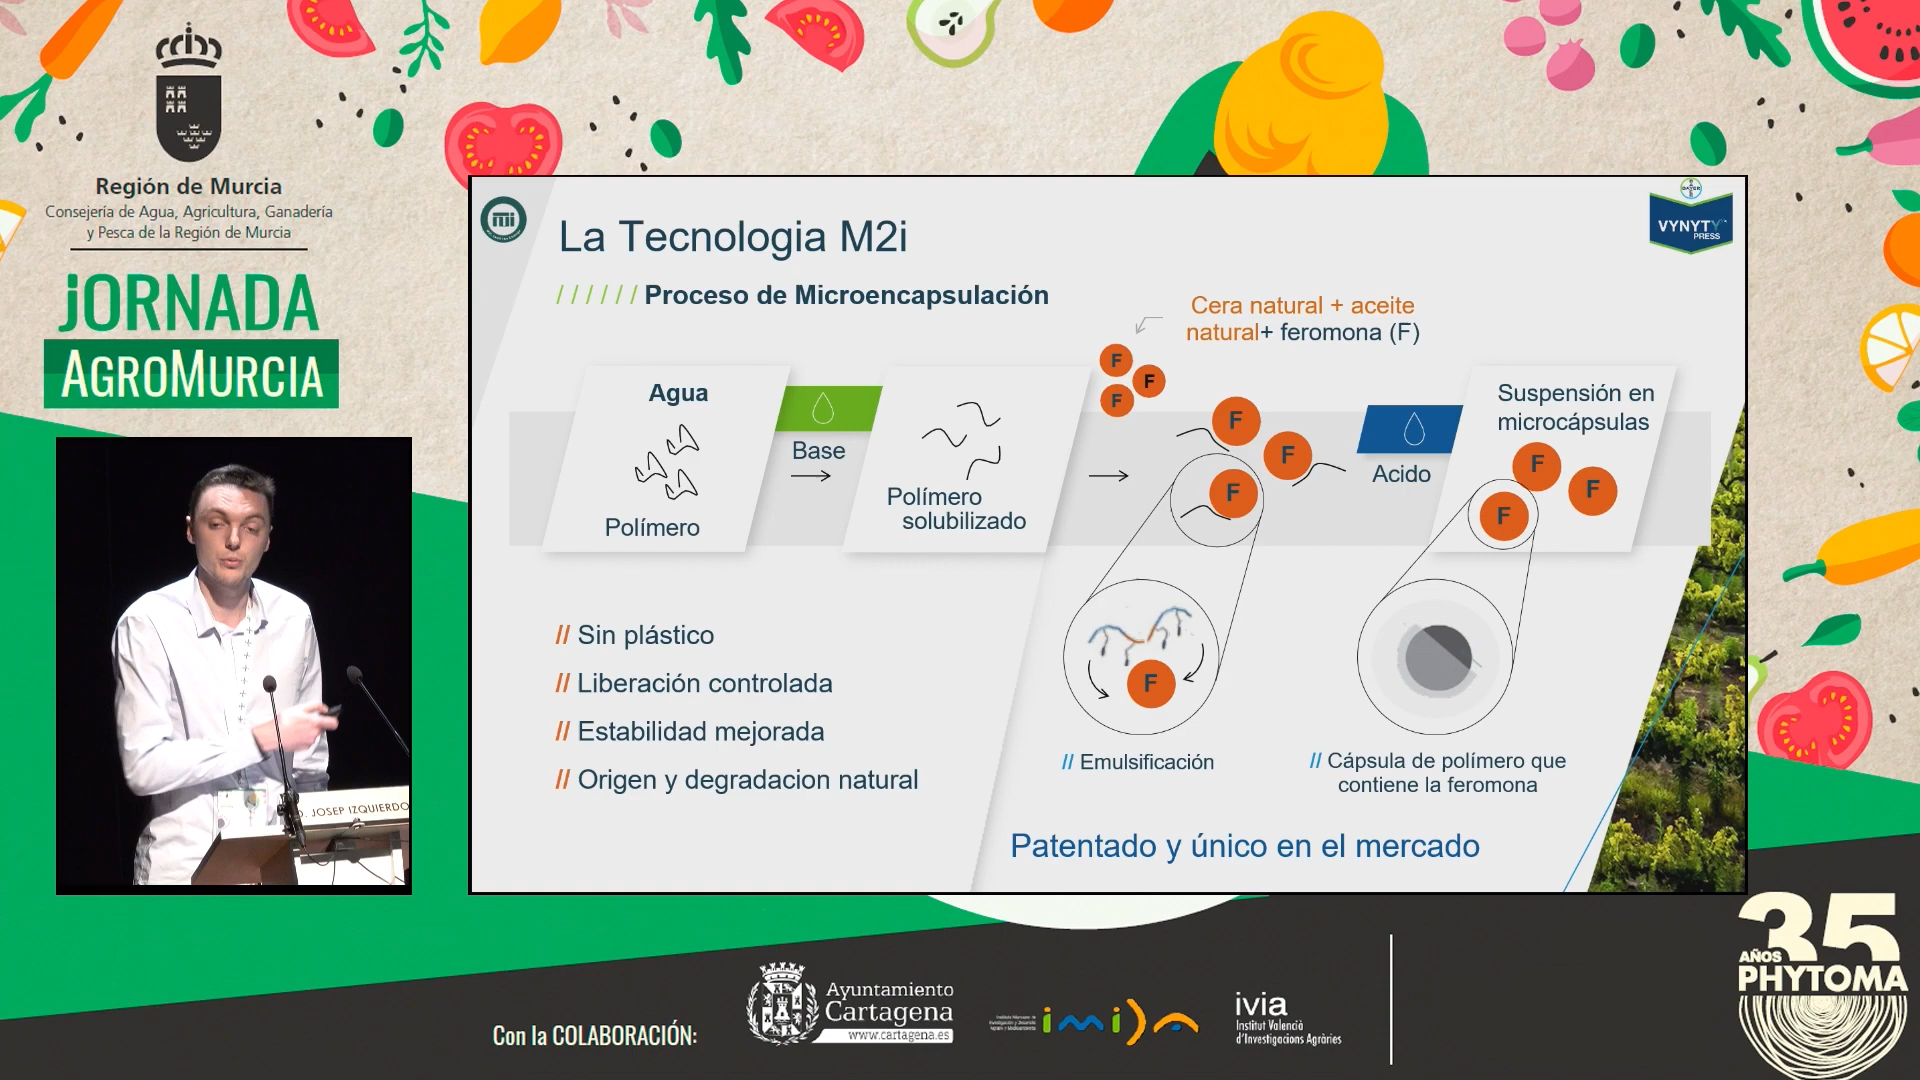 Región de Murcia
Consejería de Agua, Agricultura, Ganadería
y Pesca de la Región de Murcia
jORNADA
AGROMURCIA
D. JOSEP IZQUIERDO
La Tecnologia M2i
////// Proceso de Microencapsulación
BAYER
VYNYTY
PRESS
Cera natural + aceite
natural+ feromona (F)
F
F
F
Agua
Polímero
Base
Polímero
solubilizado
F
F
F
Acido
Suspensión en
microcápsulas
F
F
F
F
// Emulsificación
// Cápsula de polímero que
contiene la feromona
// Sin plástico
// Liberación controlada
// Estabilidad mejorada
// Origen y degradacion natural
Patentado y único en el mercado
Con la COLABORACIÓN:
Ayuntamiento
Cartagena
www.cartagena.es
imida
ivia
Institut Valencià
d'Investigacions Agràries
35
AÑOS
PHYTOMA